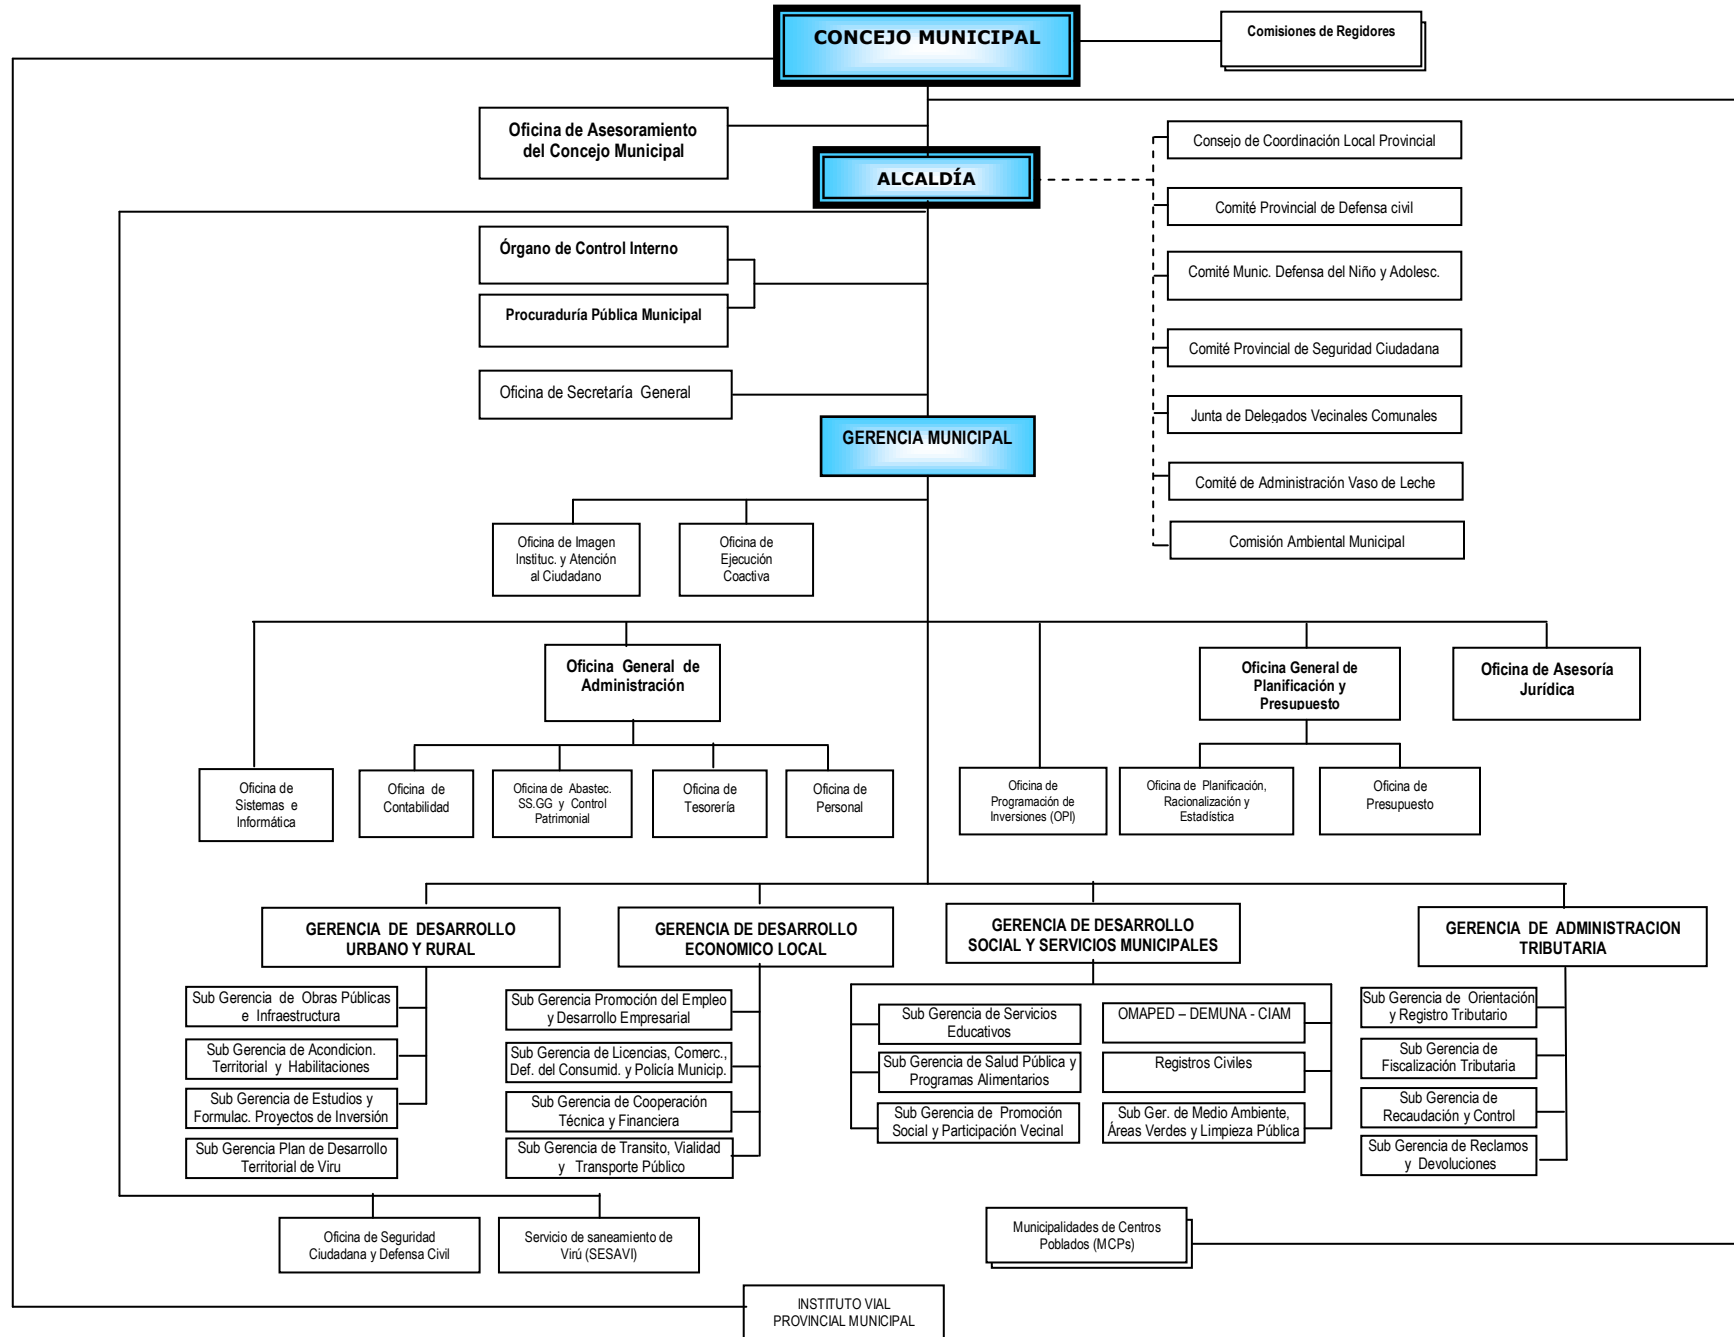 CONCEJO MUNICIPAL
Comisiones de Regidores
Oficina de Asesoramiento
del Concejo Municipal
ALCALDÍA
Consejo de Coordinación Local Provincial
Comité Provincial de Defensa civil
Comité Munic. Defensa del Niño y Adolesc.
Comité Provincial de Seguridad Ciudadana
Junta de Delegados Vecinales Comunales
Comité de Administración Vaso de Leche
Comisión Ambiental Municipal
Órgano de Control Interno
Procuraduría Pública Municipal
Oficina de Secretaría General
GERENCIA MUNICIPAL
Oficina de Imagen
Instituc. y Atención
al Ciudadano
Oficina de
Ejecución
Coactiva
Oficina General de
Administración
Oficina General de
Planificación y
Presupuesto
Oficina de Asesoría
Jurídica
Oficina de
Sistemas e
Informática
Oficina de
Contabilidad
Oficina de Abastec.
SS.GG y Control
Patrimonial
Oficina de
Tesorería
Oficina de
Personal
Oficina de
Programación de
Inversiones (OPI)
Oficina de Planificación,
Racionalización y
Estadística
Oficina de
Presupuesto
GERENCIA DE DESARROLLO
URBANO Y RURAL
GERENCIA DE DESARROLLO
ECONOMICO LOCAL
GERENCIA DE DESARROLLO
SOCIAL Y SERVICIOS MUNICIPALES
GERENCIA DE ADMINISTRACION
TRIBUTARIA
Sub Gerencia de Obras Públicas
e Infraestructura
Sub Gerencia de Acondicion.
Territorial y Habilitaciones
Sub Gerencia de Estudios y
Formulac. Proyectos de Inversión
Sub Gerencia Plan de Desarrollo
Territorial de Viru
Sub Gerencia Promoción del Empleo
y Desarrollo Empresarial
Sub Gerencia de Licencias, Comerc.,
Def. del Consumid. y Policía Municip.
Sub Gerencia de Cooperación
Técnica y Financiera
Sub Gerencia de Transito, Vialidad
y Transporte Público
Sub Gerencia de Servicios
Educativos
Sub Gerencia de Salud Pública y
Programas Alimentarios
Sub Gerencia de Promoción
Social y Participación Vecinal
OMAPED – DEMUNA - CIAM
Registros Civiles
Sub Ger. de Medio Ambiente,
Áreas Verdes y Limpieza Pública
Sub Gerencia de Orientación
y Registro Tributario
Sub Gerencia de
Fiscalización Tributaria
Sub Gerencia de
Recaudación y Control
Sub Gerencia de Reclamos
y Devoluciones
Oficina de Seguridad
Ciudadana y Defensa Civil
Servicio de saneamiento de
Virú (SESAVI)
Municipalidades de Centros
Poblados (MCPs)
INSTITUTO VIAL
PROVINCIAL MUNICIPAL